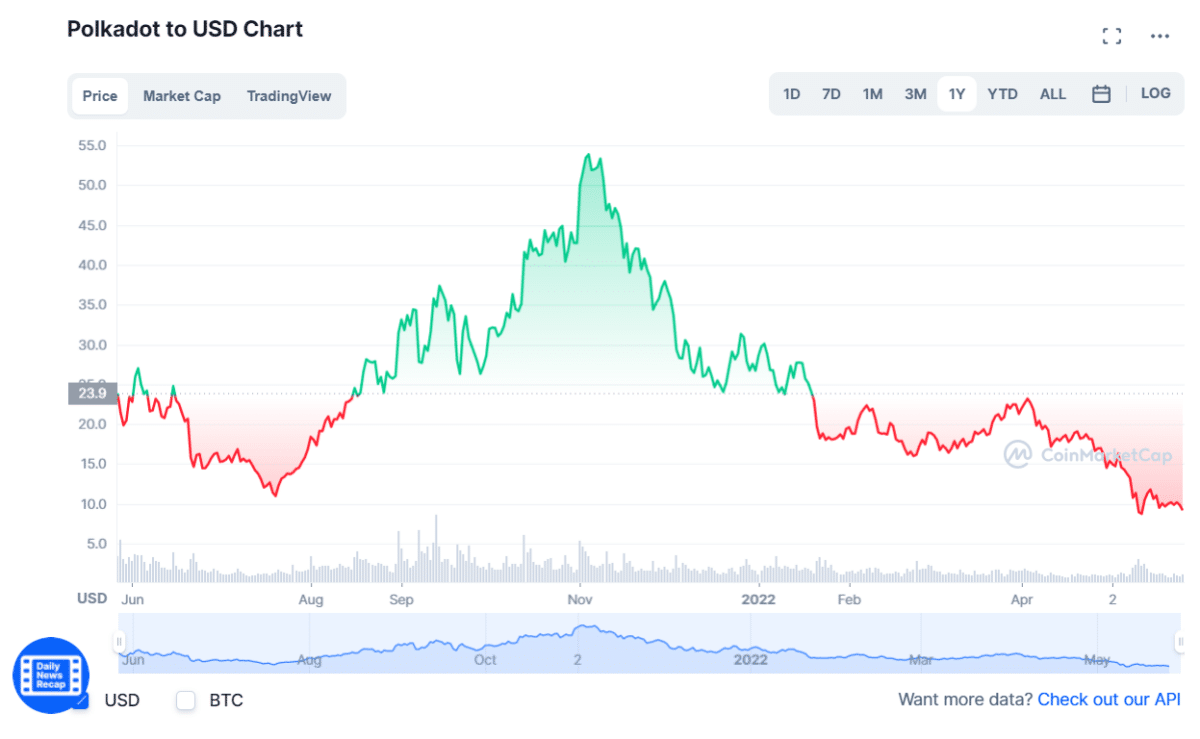 Polkadot to USD Chart
Price Market Cap TradingView
1D 7D 1M 3M 1Y YTD ALL LOG
55.0
50.0
45.0
40.0
35.0
30.0
25.0
23.9
20.0
15.0
10.0
5.0
CoinMarketCap
USD Jun Aug Sep Nov 2022 Feb Apr 2
Jun Aug Oct 2 2022 Mar May
Daily
News
Recap
USD BTC
Want more data? Check out our API